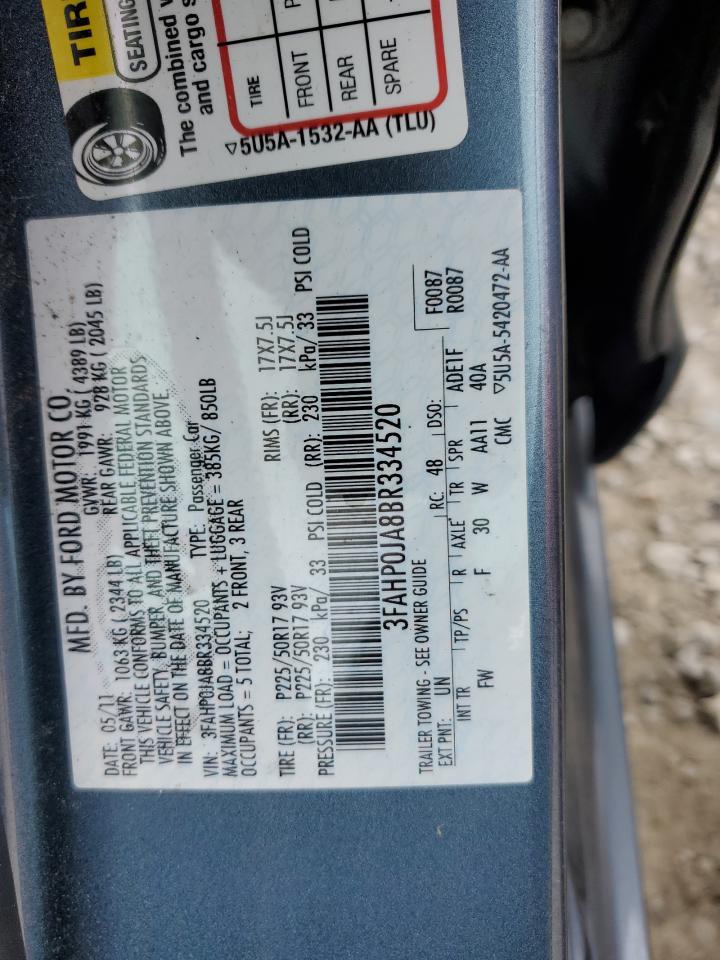 TIR
SEATING
The combined
and cargo
TIRE
FRONT
REAR
SPARE
5U5A-1532-AA (TLU)
MFD. BY FORD MOTOR CO.
DATE: 05/11 GVWR: 1991 KG ( 4389 LB)
FRONT GAWR: 1063 KG ( 2344 LB) REAR GAWR: 928 KG ( 2045 LB)
THIS VEHICLE CONFORMS TO ALL APPLICABLE FEDERAL MOTOR
VEHICLE SAFETY, BUMPER, AND THEFT PREVENTION STANDARDS
IN EFFECT ON THE DATE OF MANUFACTURE SHOWN ABOVE.
VIN: 3FAHP0JA8BR334520 TYPE: Passenger Car
MAXIMUM LOAD = OCCUPANTS + LUGGAGE = 385KG/ 850LB
OCCUPANTS = 5 TOTAL; 2 FRONT, 3 REAR
TIRE (FR): P225/50R17 93V RIMS (FR): 17X7.5J
(RR): P225/50R17 93V (RR): 17X7.5J
PRESSURE (FR): 230 kPa/ 33 PSI COLD (RR): 230 kPa/ 33 PSI COLD
3FAHP0JA8BR334520
TRAILER TOWING - SEE OWNER GUIDE F0087
EXT PNT: UN RC: 48 DSO: R0087
INT TR TP/PS R AXLE TR SPR ADE1F
FW F 30 W AA11 40A
CMC 5U5A-5420472-AA